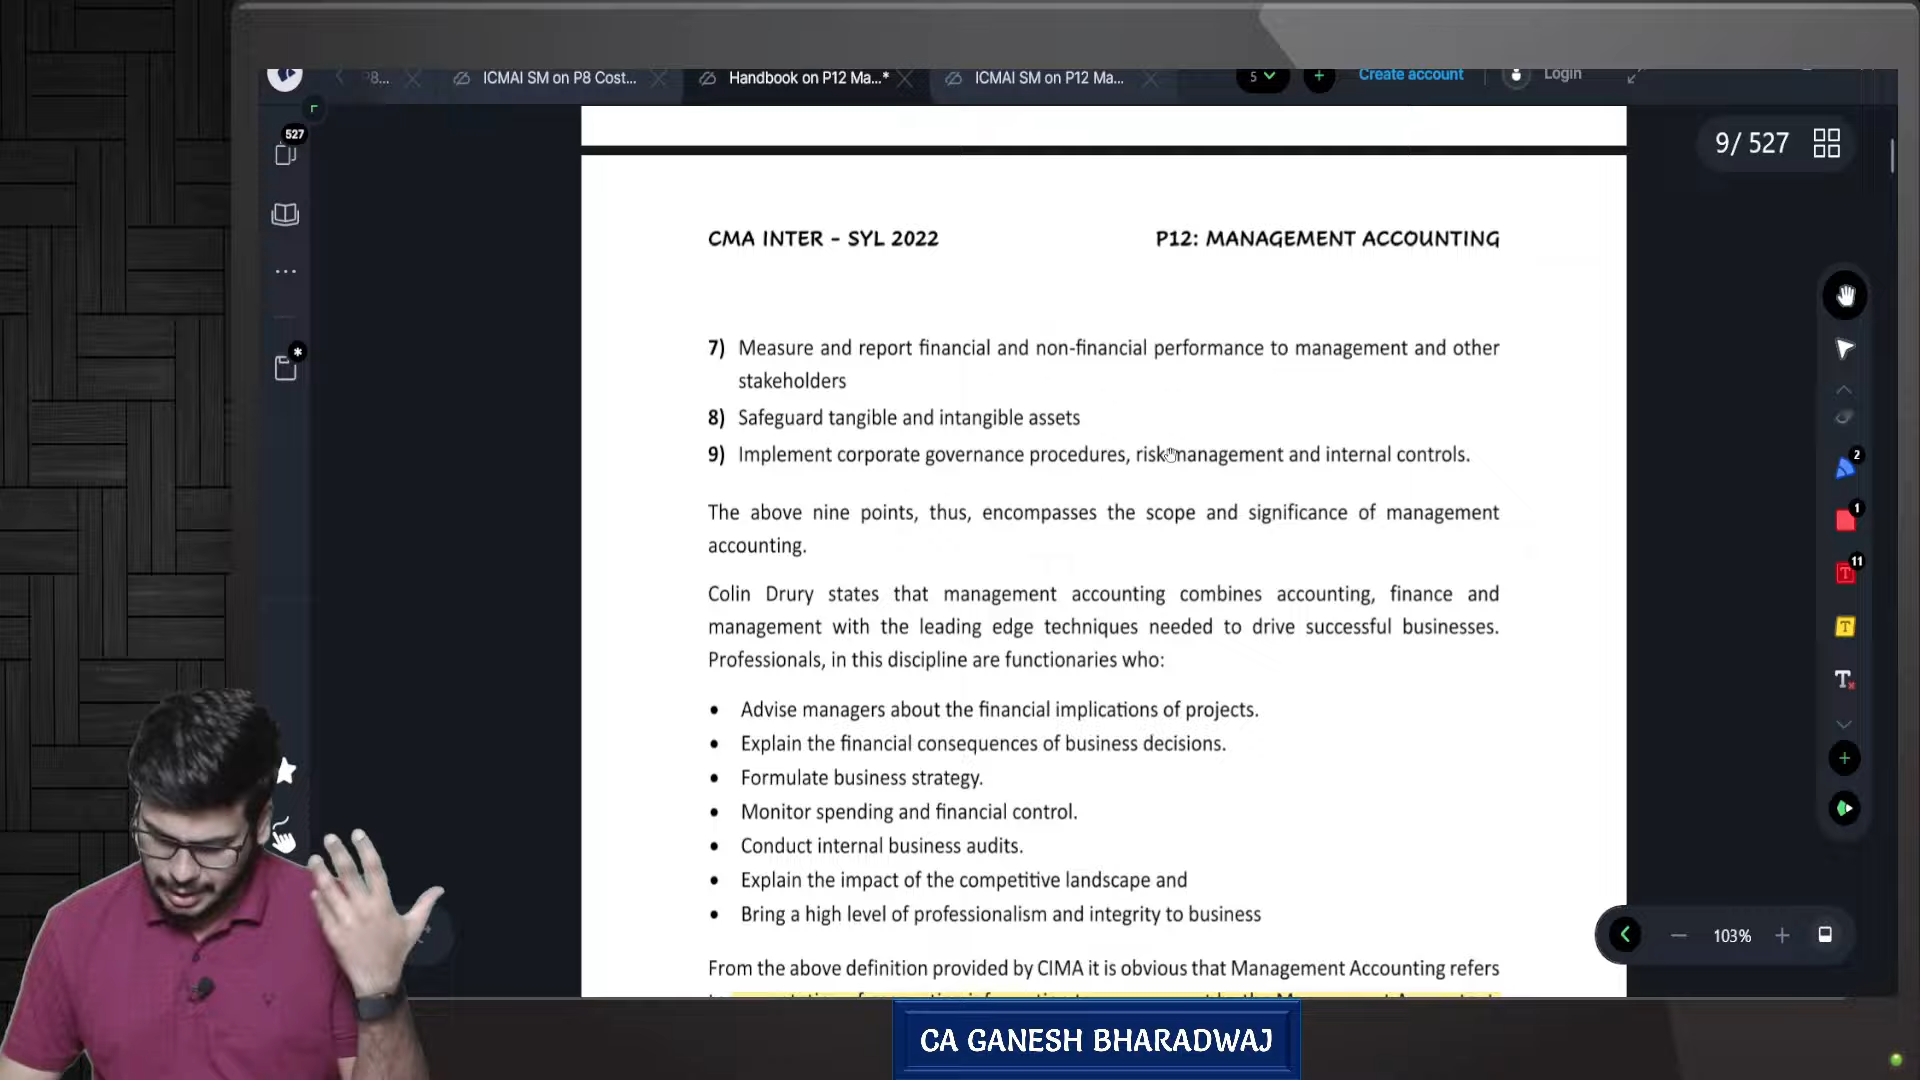 P8...
ICMAI SM on P8 Cost...
Handbook on P12 Ma...*
ICMAI SM on P12 Ma...
5
Create account
Login
527
9/ 527
CMA INTER – SYL 2022
P12: MANAGEMENT ACCOUNTING
7) Measure and report financial and non-financial performance to management and other
stakeholders
8) Safeguard tangible and intangible assets
9) Implement corporate governance procedures, risk management and internal controls.
The above nine points, thus, encompasses the scope and significance of management
accounting.
Colin Drury states that management accounting combines accounting, finance and
management with the leading edge techniques needed to drive successful businesses.
Professionals, in this discipline are functionaries who:
• Advise managers about the financial implications of projects.
• Explain the financial consequences of business decisions.
• Formulate business strategy.
• Monitor spending and financial control.
• Conduct internal business audits.
• Explain the impact of the competitive landscape and
• Bring a high level of professionalism and integrity to business
From the above definition provided by CIMA it is obvious that Management Accounting refers
2
1
11
T
T
T
103%
CA GANESH BHARADWAJ